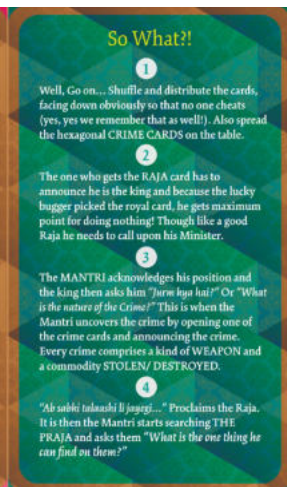 So What?!
1
Well, Go on... Shuffle and distribute the cards,
facing down obviously so that no one cheats
(yes, yes we remember that as well!). Also spread
the hexagonal CRIME CARDS on the table.
2
The one who gets the RAJA card has to
announce he is the king and because the lucky
bugger picked the royal card, he gets maximum
point for doing nothing! Though like a good
Raja he needs to call upon his Minister.
3
The MANTRI acknowledges his position and
the king then asks him "Jurm kya hai?" Or "What
is the nature of the Crime?" This is when the
Mantri uncovers the crime by opening one of
the crime cards and announcing the crime.
Every crime comprises a kind of WEAPON and
a commodity STOLEN/ DESTROYED.
4
"Ab sabhi talaashi li jayegi..." Proclaims the Raja.
It is then the Mantri starts searching THE
PRAJA and asks them "What is the one thing he
can find on them?"